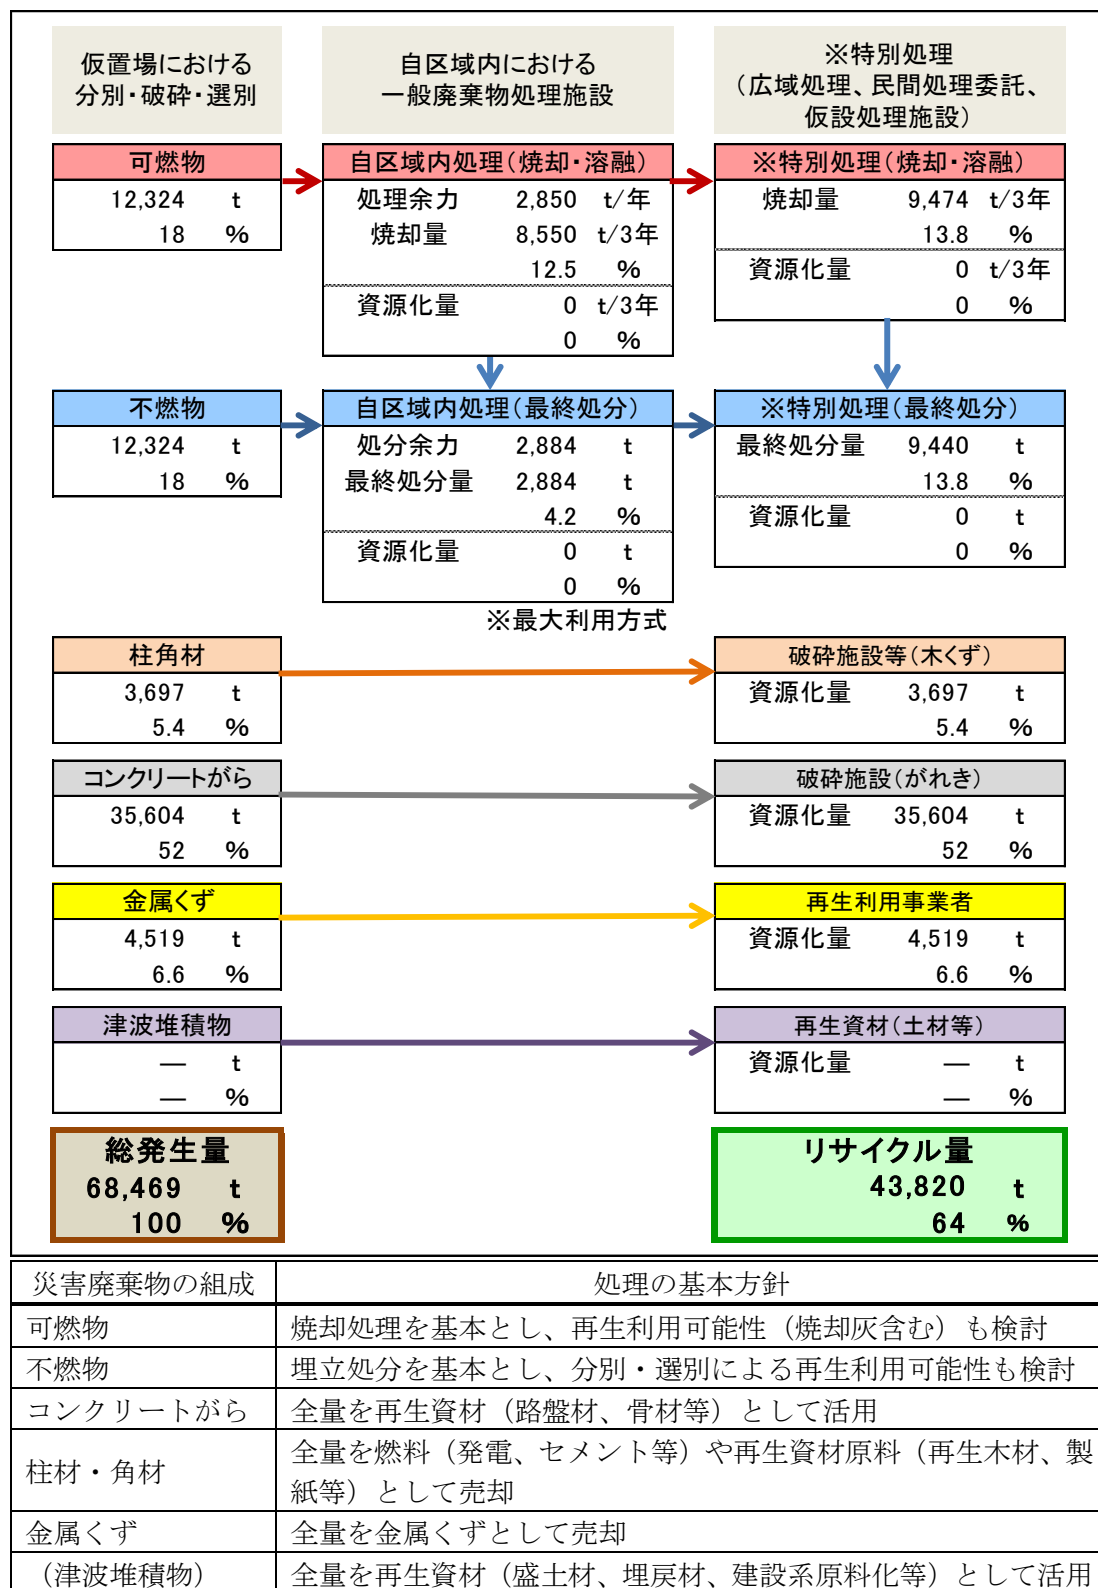 仮置場における
分別・破砕・選別
自区域内における
一般廃棄物処理施設
※特別処理
（広域処理、民間処理委託、
仮設処理施設）
可燃物
12,324 t
18 %
自区域内処理（焼却・溶融）
処理余力 2,850 t/年
焼却量 8,550 t/3年
12.5 %
資源化量 0 t/3年
0 %
※特別処理（焼却・溶融）
焼却量 9,474 t/3年
13.8 %
資源化量 0 t/3年
0 %
不燃物
12,324 t
18 %
自区域内処理（最終処分）
処分余力 2,884 t
最終処分量 2,884 t
4.2 %
資源化量 0 t
0 %
※特別処理（最終処分）
最終処分量 9,440 t
13.8 %
資源化量 0 t
0 %
※最大利用方式
柱角材
3,697 t
5.4 %
破砕施設等（木くず）
資源化量 3,697 t
5.4 %
コンクリートがら
35,604 t
52 %
破砕施設（がれき）
資源化量 35,604 t
52 %
金属くず
4,519 t
6.6 %
再生利用事業者
資源化量 4,519 t
6.6 %
津波堆積物
― t
― %
再生資材（土材等）
資源化量 ― t
― %
総発生量
68,469 t
100 %
リサイクル量
43,820 t
64 %
災害廃棄物の組成 処理の基本方針
可燃物 焼却処理を基本とし、再生利用可能性（焼却灰含む）も検討
不燃物 埋立処分を基本とし、分別・選別による再生利用可能性も検討
コンクリートがら 全量を再生資材（路盤材、骨材等）として活用
柱材・角材 全量を燃料（発電、セメント等）や再生資材原料（再生木材、製
紙等）として売却
金属くず 全量を金属くずとして売却
（津波堆積物） 全量を再生資材（盛土材、埋戻材、建設系原料化等）として活用